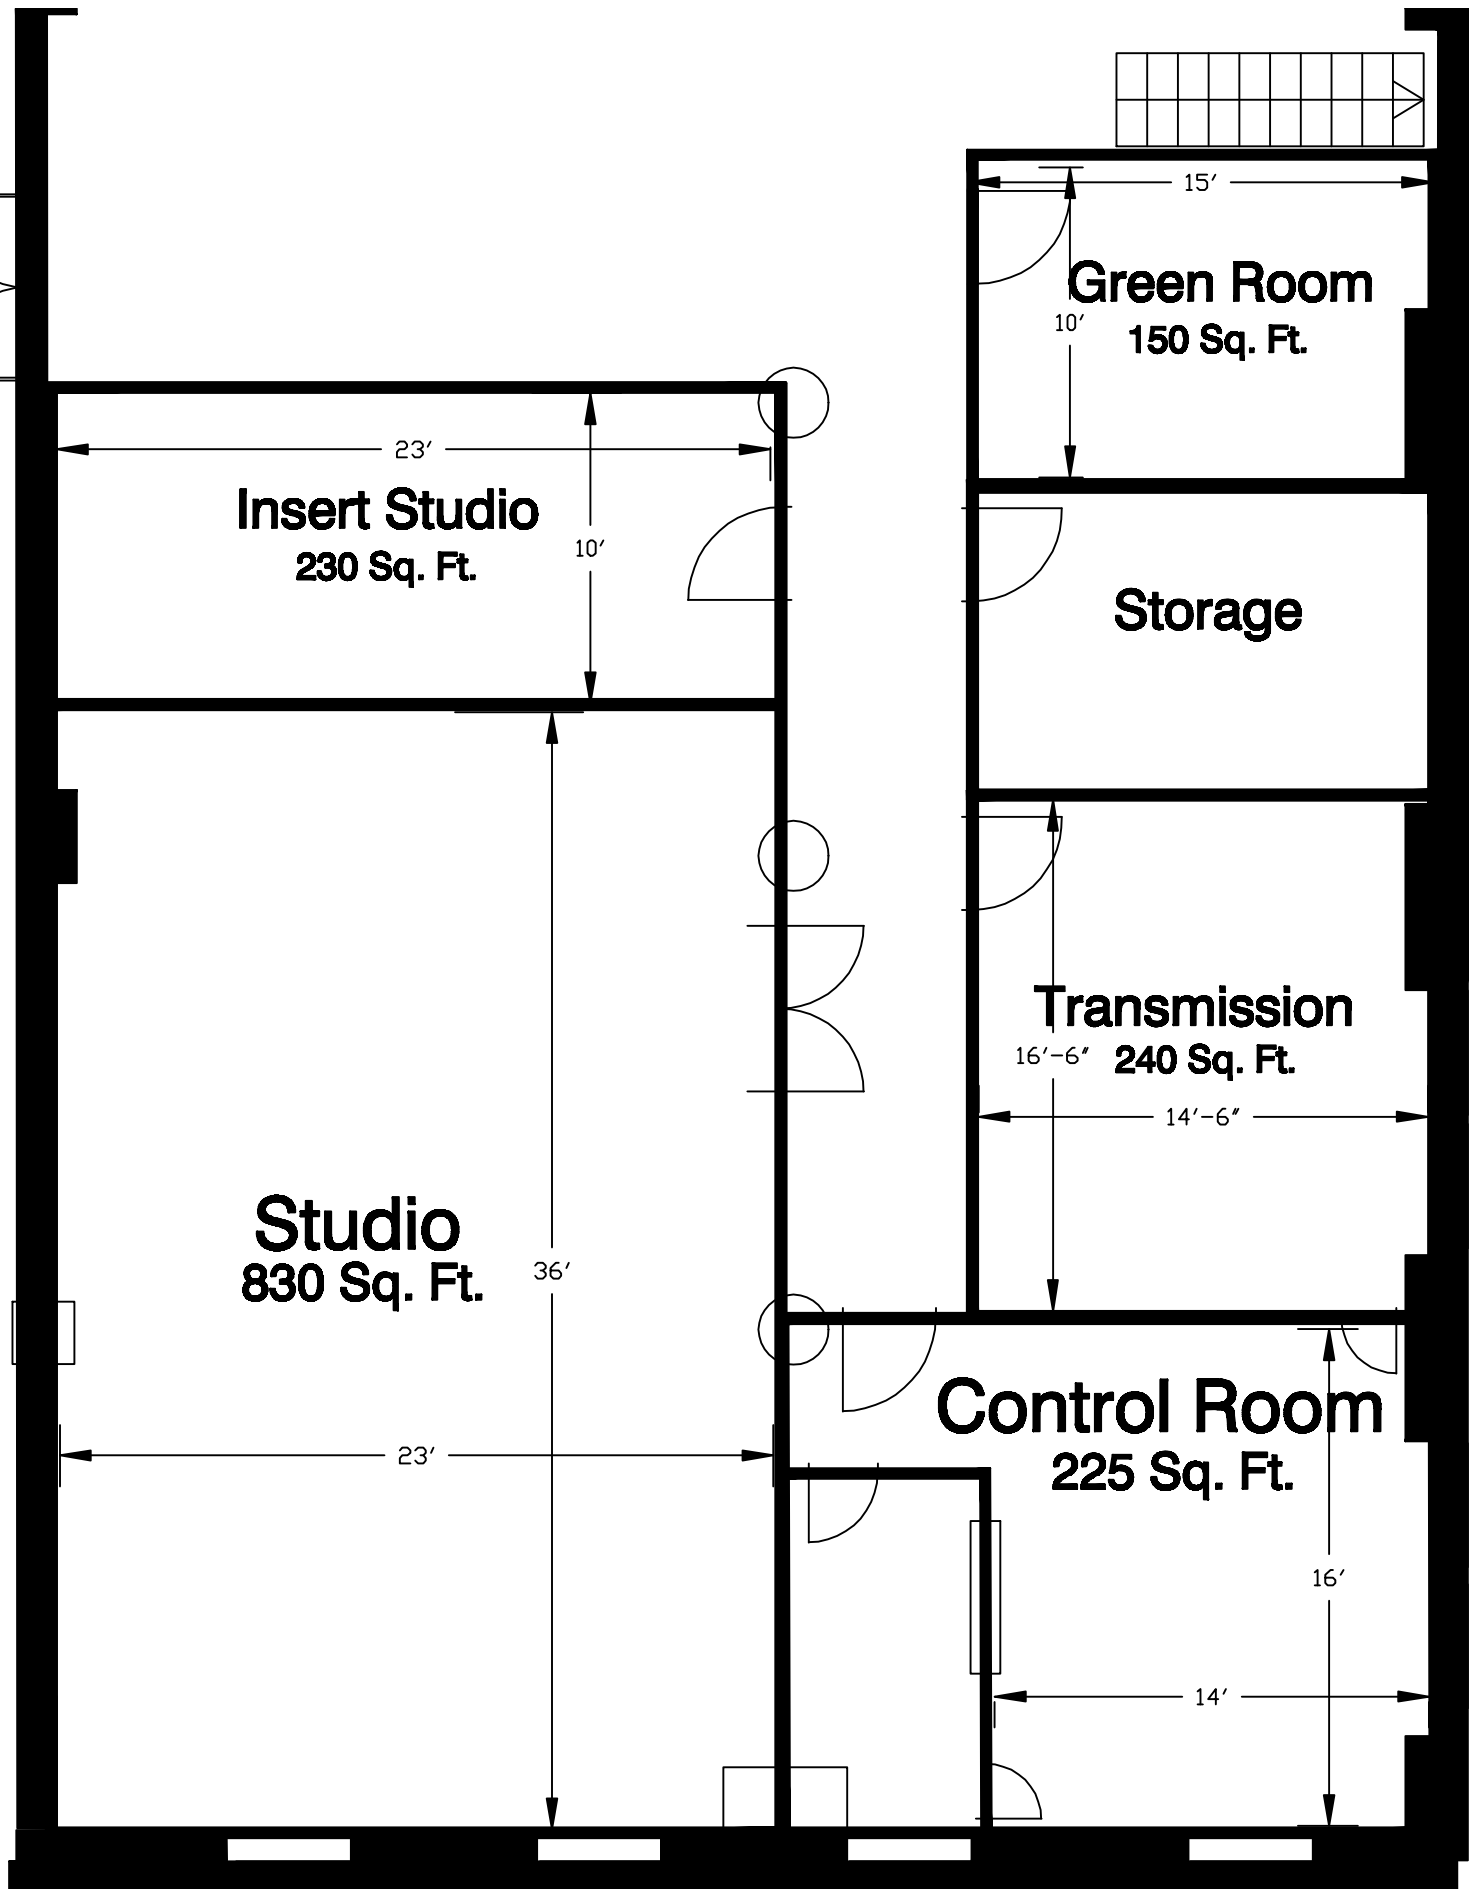 15'
Green Room
10'
150 Sq. Ft.
23'
Insert Studio
10'
230 Sq. Ft.
Storage
Transmission
16'-6"
240 Sq. Ft.
14'-6"
Studio
830 Sq. Ft.
36'
Control Room
225 Sq. Ft.
23'
16'
14'